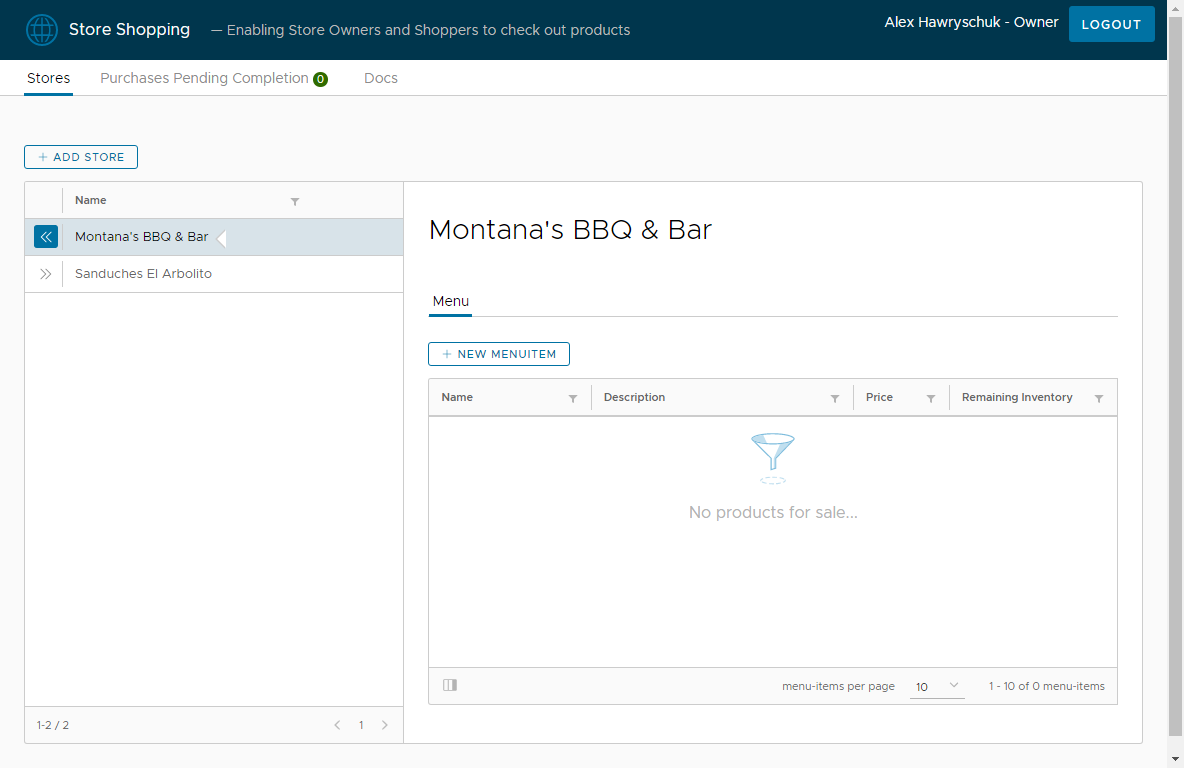 Store Shopping — Enabling Store Owners and Shoppers to check out products Alex Hawryschuk - Owner LOGOUT
Stores Purchases Pending Completion 0 Docs
+ ADD STORE
Name
Montana's BBQ & Bar
Sanduches El Arbolito
1-2 / 2 1
Montana's BBQ & Bar
Menu
+ NEW MENUITEM
Name Description Price Remaining Inventory
No products for sale...
menu-items per page 10 1 - 10 of 0 menu-items